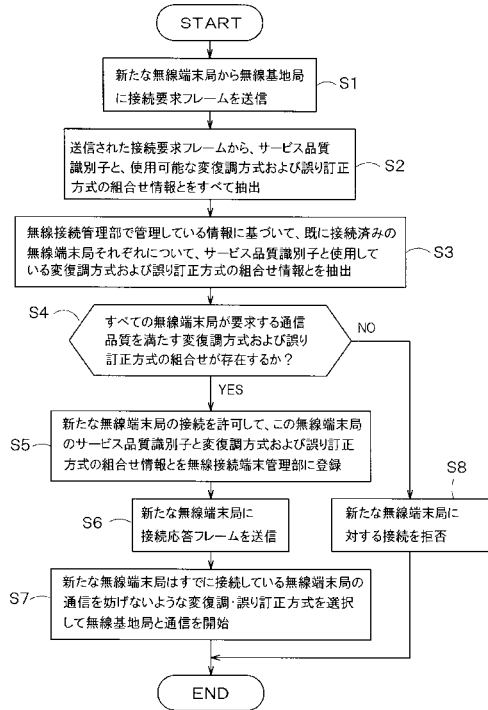 START
新たな無線端末局から無線基地局
に接続要求フレームを送信
S1
送信された接続要求フレームから、サービス品質
識別子と、使用可能な変復調方式および誤り訂正
方式の組合せ情報とをすべて抽出
S2
無線接続管理部で管理している情報に基づいて、既に接続済みの
無線端末局それぞれについて、サービス品質識別子と使用して
いる変復調方式および誤り訂正方式の組合せ情報とを抽出
S3
S4
すべての無線端末局が要求する通信
品質を満たす変復調方式および誤り
訂正方式の組合せが存在するか?
NO
YES
S5
新たな無線端末局の接続を許可して、この無線端末局
のサービス品質識別子と変復調方式および誤り訂正
方式の組合せ情報とを無線接続端末管理部に登録
S6
新たな無線端末局に
接続応答フレームを送信
S8
新たな無線端末局に
対する接続を拒否
S7
新たな無線端末局はすでに接続している無線端末局の
通信を妨げないような変復調・誤り訂正方式を選択
して無線基地局と通信を開始
END